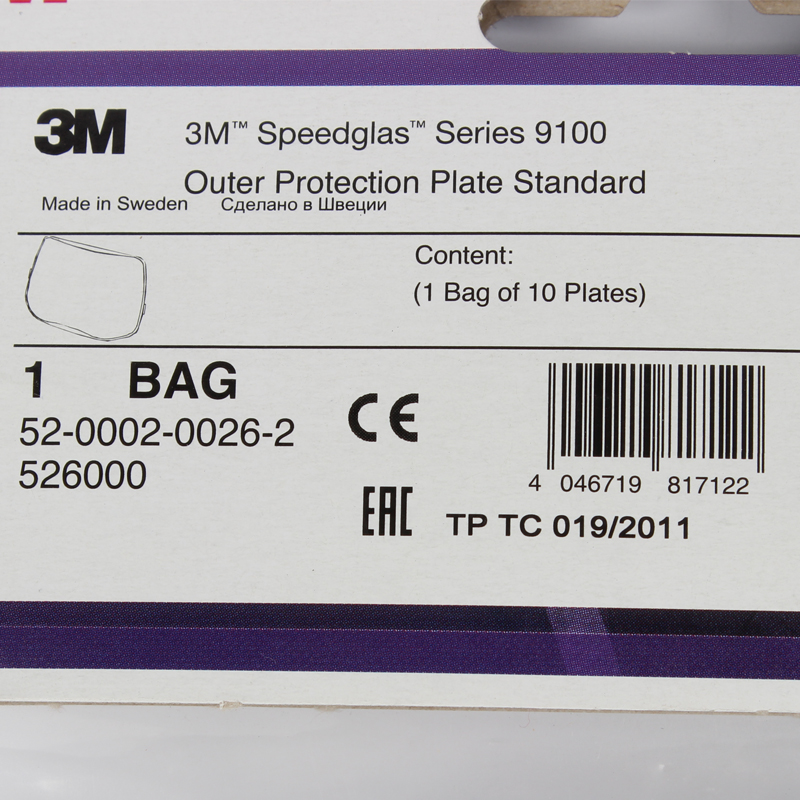 3M
3M™ Speedglas™ Series 9100
Outer Protection Plate Standard
Made in Sweden Сделано в Швеции
Content:
(1 Bag of 10 Plates)
1 BAG
52-0002-0026-2
526000
CE
4 046719 817122
EAC
TP TC 019/2011